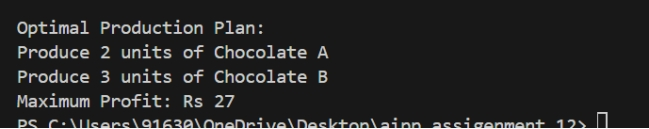 Optimal Production Plan:
Produce 2 units of Chocolate A
Produce 3 units of Chocolate B
Maximum Profit: Rs 27
PS C:\Users\91630\OneDrive\Desktop\aipp assigenment 12>